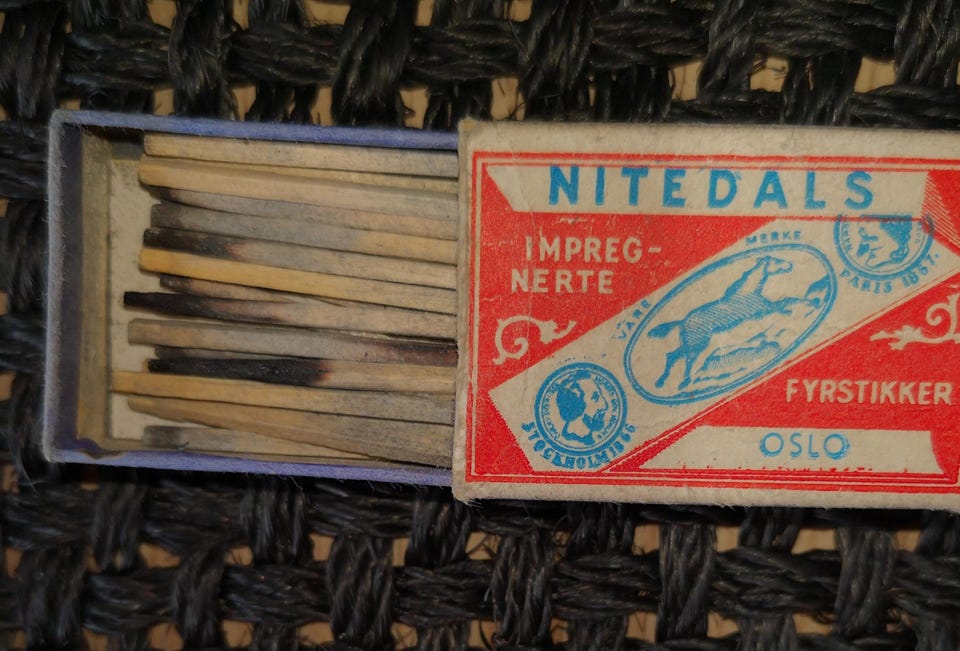 NITEDALS
IMPREG-
NERTE
VARE MERKE
PARIS 1867.
STOCKHOLM 1866
FYRSTIKKER
OSLO